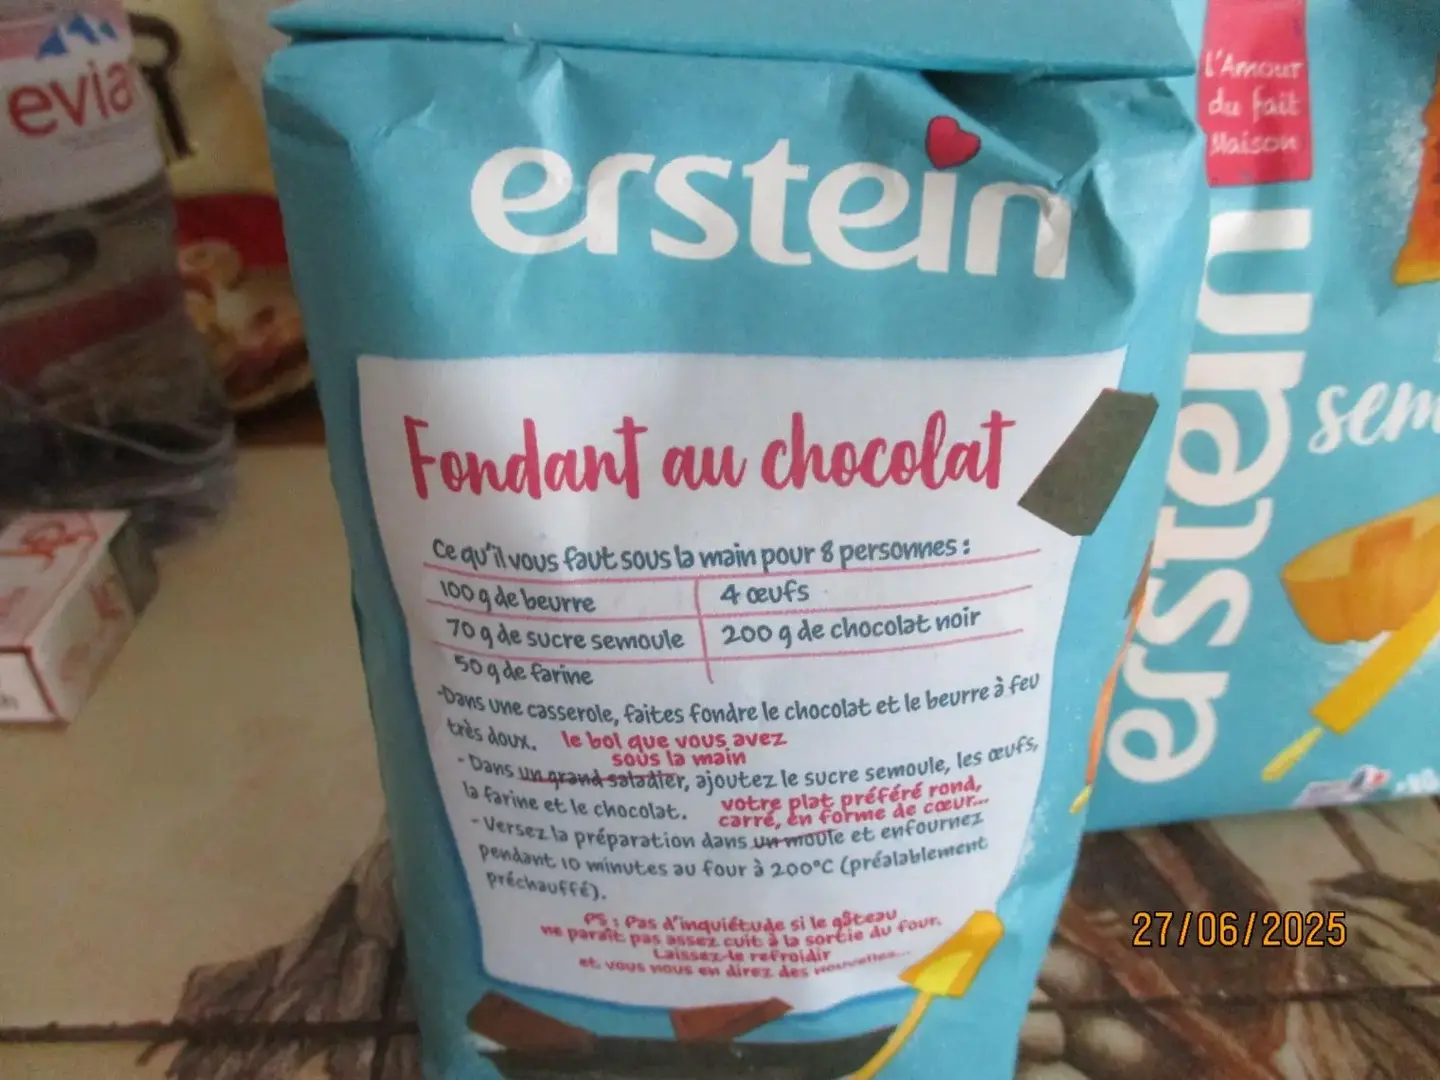 evia
erstein
Fondant au chocolat
Ce qu'il vous faut sous la main pour 8 personnes :
100 g de beurre
4 œufs
70 g de sucre semoule
200 g de chocolat noir
50 g de farine
-Dans une casserole, faites fondre le chocolat et le beurre à feu
très doux.
le bol que vous avez
sous la main
- Dans un grand saladier, ajoutez le sucre semoule, les œufs,
la farine et le chocolat.
votre plat préféré rond,
carré, en forme de cœur...
- Versez la préparation dans un moule et enfournez
pendant 10 minutes au four à 200°C (préalablement
préchauffé).
PS : Pas d'inquiétude si le gâteau
ne paraît pas assez cuit à la sortie du four.
Laissez-le refroidir
et vous nous en direz des nouvelles...
L'Amour
du fait
Maison
erstein
sem
27/06/2025